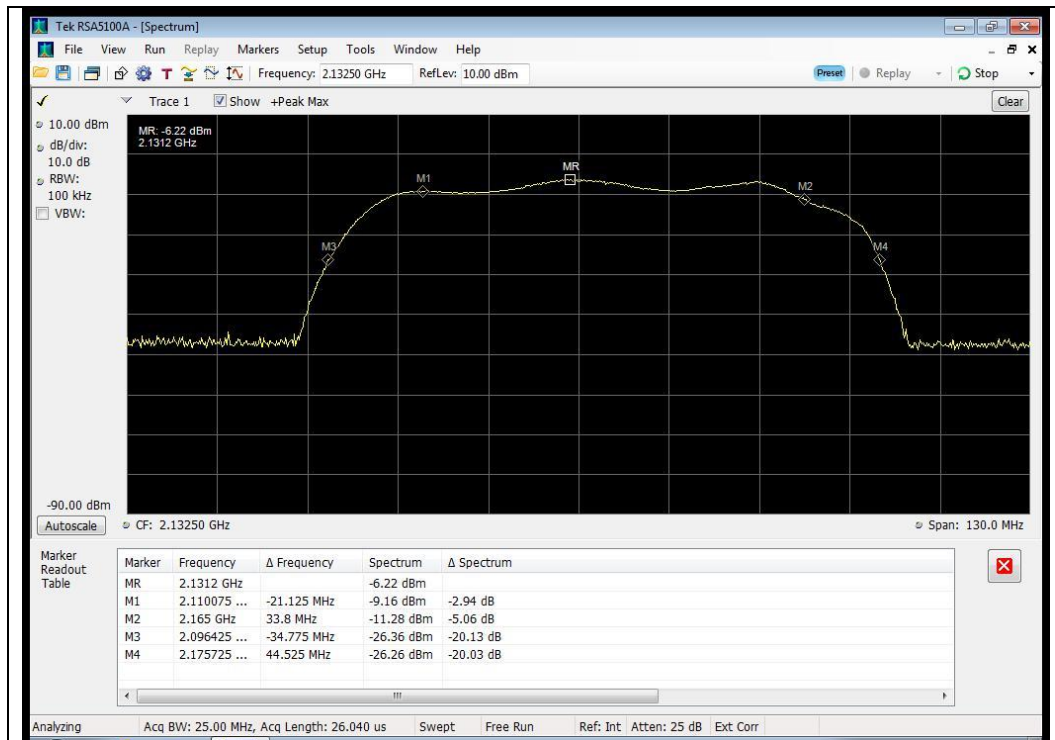 Tek RSA5100A - [Spectrum]
File View Run Replay Markers Setup Tools Window Help
Frequency: 2.13250 GHz RefLev: 10.00 dBm Preset Replay Stop
Trace 1 Show +Peak Max Clear
10.00 dBm
dB/div:
10.0 dB
RBW:
100 kHz
VBW:
MR: -6.22 dBm
2.1312 GHz
MR
M1
M2
M3
M4
-90.00 dBm
Autoscale CF: 2.13250 GHz Span: 130.0 MHz
Marker Readout Table
Marker Frequency Δ Frequency Spectrum Δ Spectrum
MR 2.1312 GHz -6.22 dBm
M1 2.110075 ... -21.125 MHz -9.16 dBm -2.94 dB
M2 2.165 GHz 33.8 MHz -11.28 dBm -5.06 dB
M3 2.096425 ... -34.775 MHz -26.36 dBm -20.13 dB
M4 2.175725 ... 44.525 MHz -26.26 dBm -20.03 dB
Analyzing Acq BW: 25.00 MHz, Acq Length: 26.040 us Swept Free Run Ref: Int Atten: 25 dB Ext Corr